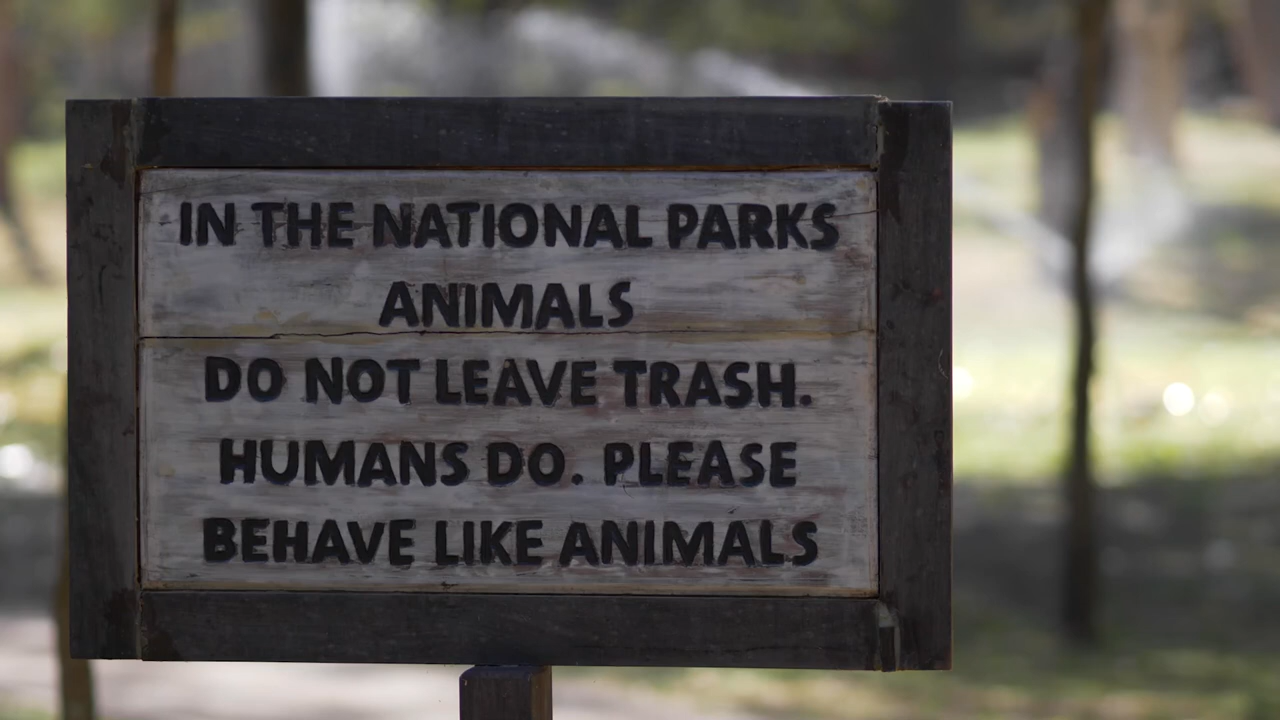 IN THE NATIONAL PARKS
ANIMALS
DO NOT LEAVE TRASH.
HUMANS DO. PLEASE
BEHAVE LIKE ANIMALS